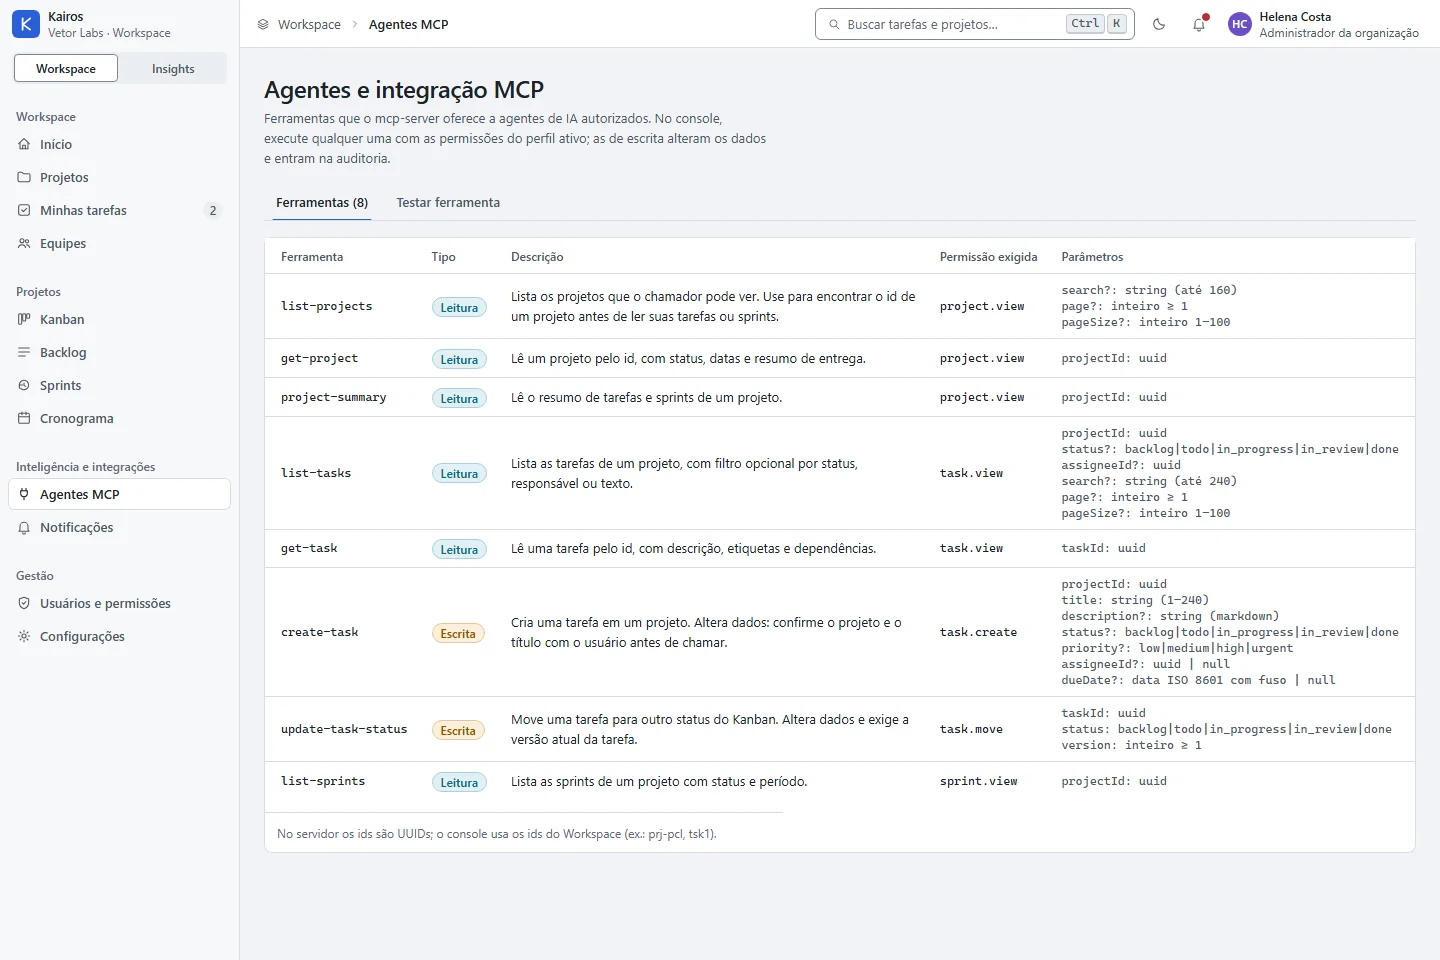 Kairos
Vetor Labs · Workspace
Workspace
Insights
Workspace
Início
Projetos
Minhas tarefas 2
Equipes
Projetos
Kanban
Backlog
Sprints
Cronograma
Inteligência e integrações
Agentes MCP
Notificações
Gestão
Usuários e permissões
Configurações
Workspace > Agentes MCP
Buscar tarefas e projetos... Ctrl K
HC
Helena Costa
Administrador da organização
Agentes e integração MCP
Ferramentas que o mcp-server oferece a agentes de IA autorizados. No console,
execute qualquer uma com as permissões do perfil ativo; as de escrita alteram os dados
e entram na auditoria.
Ferramentas (8)
Testar ferramenta
Ferramenta Tipo Descrição Permissão exigida Parâmetros
list-projects
Leitura
Lista os projetos que o chamador pode ver. Use para encontrar o id de
um projeto antes de ler suas tarefas ou sprints.
project.view
search?: string (até 160)
page?: inteiro ≥ 1
pageSize?: inteiro 1–100
get-project
Leitura
Lê um projeto pelo id, com status, datas e resumo de entrega.
project.view
projectId: uuid
project-summary
Leitura
Lê o resumo de tarefas e sprints de um projeto.
project.view
projectId: uuid
list-tasks
Leitura
Lista as tarefas de um projeto, com filtro opcional por status,
responsável ou texto.
task.view
projectId: uuid
status?: backlog|todo|in_progress|in_review|done
assigneeId?: uuid
search?: string (até 240)
page?: inteiro ≥ 1
pageSize?: inteiro 1–100
get-task
Leitura
Lê uma tarefa pelo id, com descrição, etiquetas e dependências.
task.view
taskId: uuid
create-task
Escrita
Cria uma tarefa em um projeto. Altera dados: confirme o projeto e o
título com o usuário antes de chamar.
task.create
projectId: uuid
title: string (1–240)
description?: string (markdown)
status?: backlog|todo|in_progress|in_review|done
priority?: low|medium|high|urgent
assigneeId?: uuid | null
dueDate?: data ISO 8601 com fuso | null
update-task-status
Escrita
Move uma tarefa para outro status do Kanban. Altera dados e exige a
versão atual da tarefa.
task.move
taskId: uuid
status: backlog|todo|in_progress|in_review|done
version: inteiro ≥ 1
list-sprints
Leitura
Lista as sprints de um projeto com status e período.
sprint.view
projectId: uuid
No servidor os ids são UUIDs; o console usa os ids do Workspace (ex.: prj-pcl, tsk1).